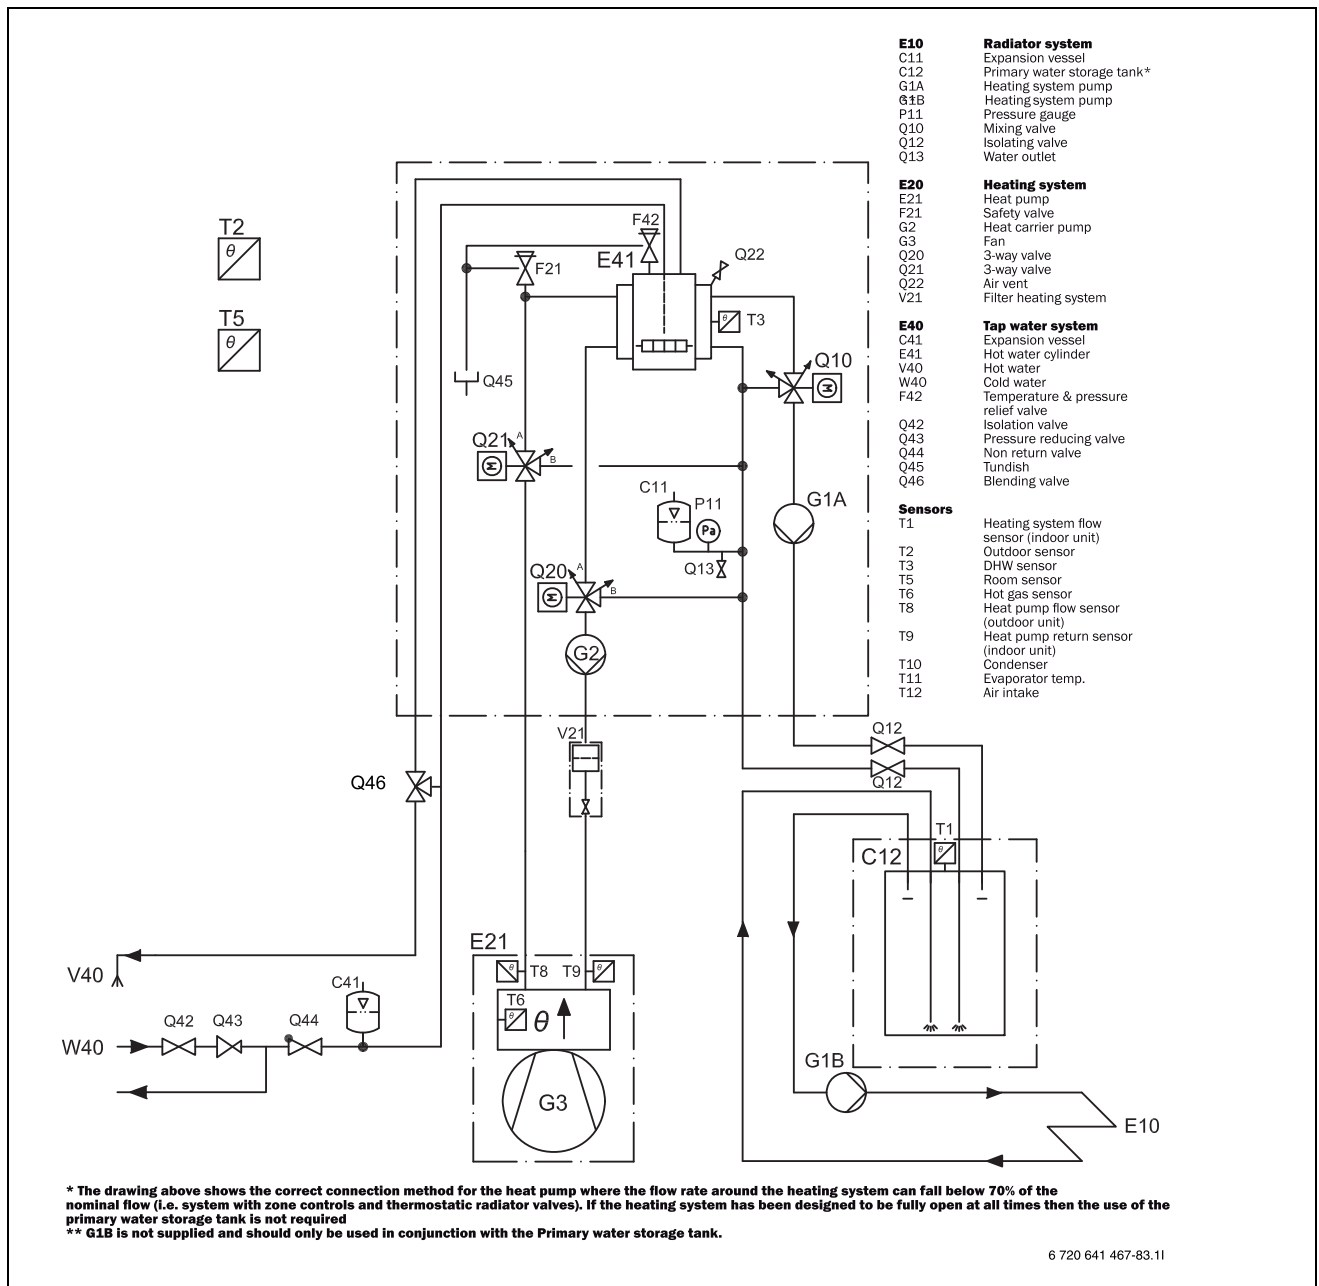 E10 Radiator system
C11 Expansion vessel
C12 Primary water storage tank*
G1A Heating system pump
G1B Heating system pump
P11 Pressure gauge
Q10 Mixing valve
Q12 Isolating valve
Q13 Water outlet
E20 Heating system
E21 Heat pump
F21 Safety valve
G2 Heat carrier pump
G3 Fan
Q20 3-way valve
Q21 3-way valve
Q22 Air vent
V21 Filter heating system
E40 Tap water system
C41 Expansion vessel
E41 Hot water cylinder
V40 Hot water
W40 Cold water
F42 Temperature & pressure
relief valve
Q42 Isolation valve
Q43 Pressure reducing valve
Q44 Non return valve
Q45 Tundish
Q46 Blending valve
Sensors
T1 Heating system flow
sensor (indoor unit)
T2 Outdoor sensor
T3 DHW sensor
T5 Room sensor
T6 Hot gas sensor
T8 Heat pump flow sensor
(outdoor unit)
T9 Heat pump return sensor
(indoor unit)
T10 Condenser
T11 Evaporator temp.
T12 Air intake
T2
θ
T5
θ
F42
E41
Q22
F21
θ T3
Q45
Q10
M
Q21
A
B
M
C11
P11
Pa
G1A
Q13
Q20
A
B
M
G2
V21
Q12
Q12
Q46
T1
θ
C12
E21
θ T8 T9 θ
T6
θ
θ
G3
V40
C41
Q42 Q43 Q44
W40
G1B
E10
* The drawing above shows the correct connection method for the heat pump where the flow rate around the heating system can fall below 70% of the
nominal flow (i.e. system with zone controls and thermostatic radiator valves). If the heating system has been designed to be fully open at all times then the use of the
primary water storage tank is not required
** G1B is not supplied and should only be used in conjunction with the Primary water storage tank.
6 720 641 467-83.1I